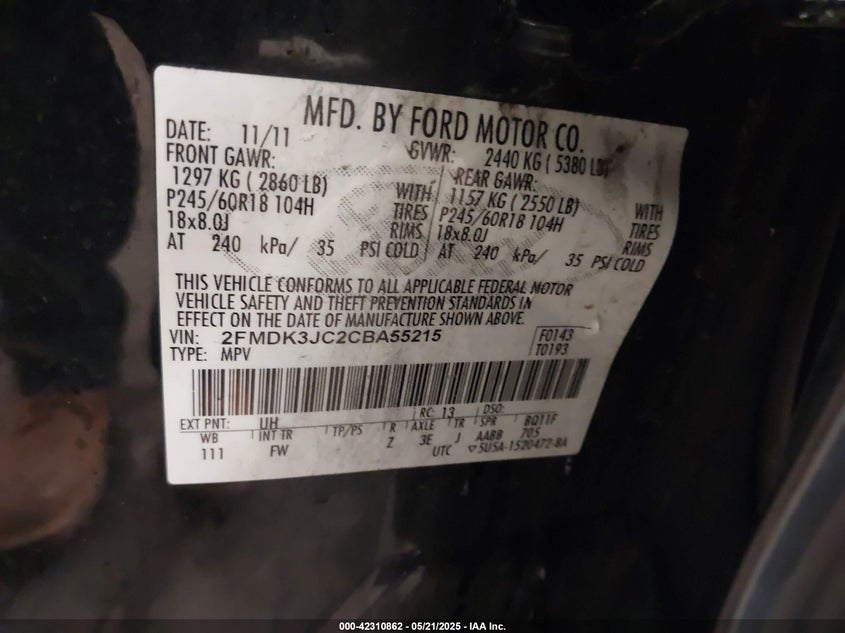 MFD. BY FORD MOTOR CO.
DATE: 11/11 GVWR: 2440 KG ( 5380 LB)
FRONT GAWR: REAR GAWR:
1297 KG ( 2860 LB) WITH 1157 KG ( 2550 LB) WITH
P245/60R18 104H TIRES P245/60R18 104H TIRES
18x8.0J RIMS 18x8.0J RIMS
AT 240 kPa/ 35 PSI COLD AT 240 kPa/ 35 PSI COLD
THIS VEHICLE CONFORMS TO ALL APPLICABLE FEDERAL MOTOR
VEHICLE SAFETY AND THEFT PREVENTION STANDARDS IN
EFFECT ON THE DATE OF MANUFACTURE SHOWN ABOVE.
VIN: 2FMDK3JC2CBA55215 F0143
TYPE: MPV T0193
RC: 13 DSO:
EXT PNT: UH BQ11F
WB INT TR TP/PS R AXLE TR SPR 705
111 FW Z 3E J AABB
UTC ▽5U5A-1520472-BA
000-42310862 / 05/21/2025 - IAA Inc.